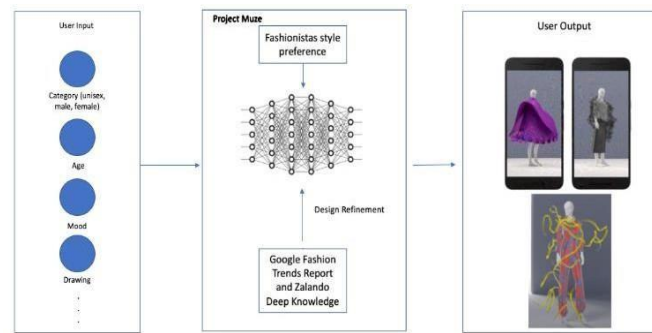 User Input
Category (unisex,
male, female)
Age
Mood
Drawing
.
.
.
Project Muze
Fashionistas style
preference
Design Refinement
Google Fashion
Trends Report
and Zalando
Deep Knowledge
User Output